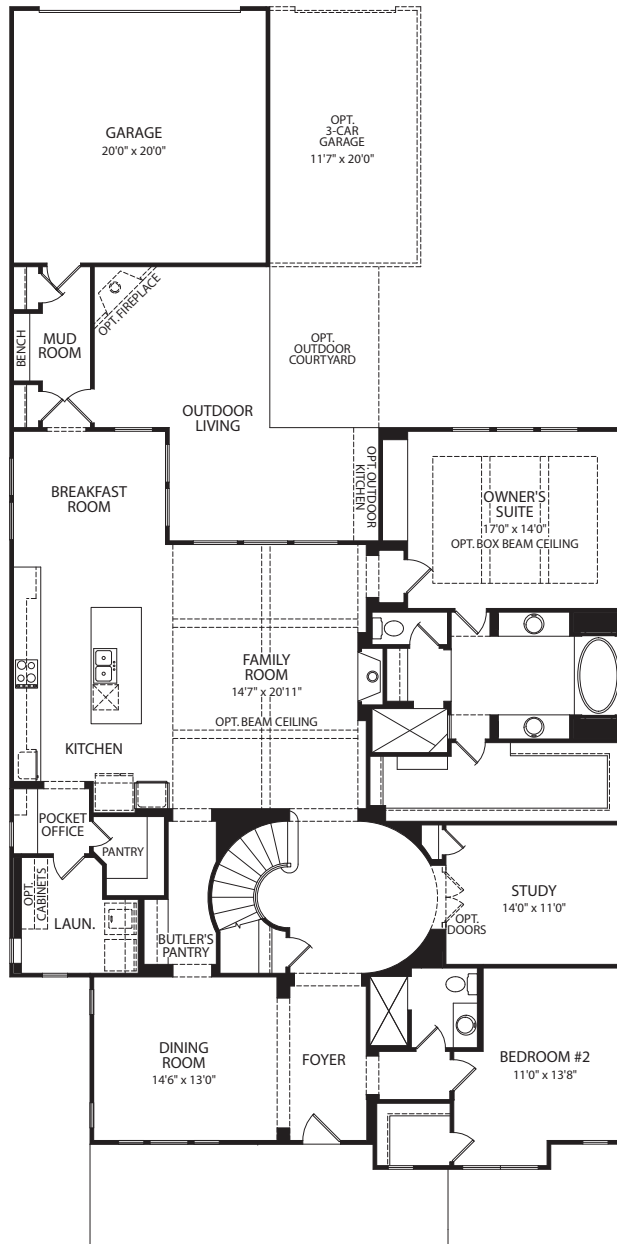 GARAGE
20'0" x 20'0"
OPT.
3-CAR
GARAGE
11'7" x 20'0"
OPT. FIREPLACE
BENCH
MUD
ROOM
OPT.
OUTDOOR
COURTYARD
OUTDOOR
LIVING
OPT. OUTDOOR
KITCHEN
BREAKFAST
ROOM
OWNER'S
SUITE
17'0" x 14'0"
OPT. BOX BEAM CEILING
FAMILY
ROOM
14'7" x 20'11"
OPT. BEAM CEILING
KITCHEN
POCKET
OFFICE
PANTRY
OPT.
CABINETS
LAUN.
BUTLER'S
PANTRY
STUDY
14'0" x 11'0"
OPT.
DOORS
DINING
ROOM
14'6" x 13'0"
FOYER
BEDROOM #2
11'0" x 13'8"